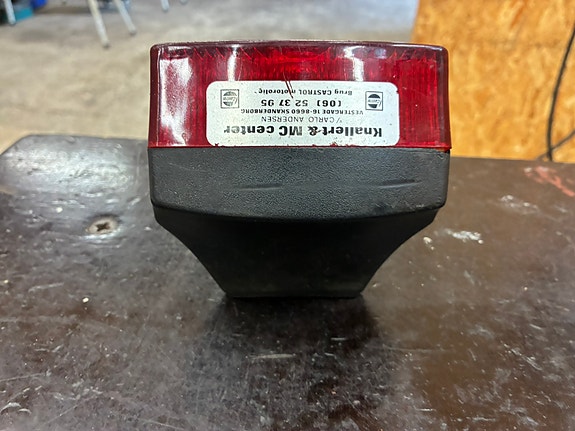 Knallert & MC center
v/CARLO ANDERSEN
VESTERGADE 16-8660 SKANDERBORG
(06) 52 37 95
Brug CASTROL motorolie